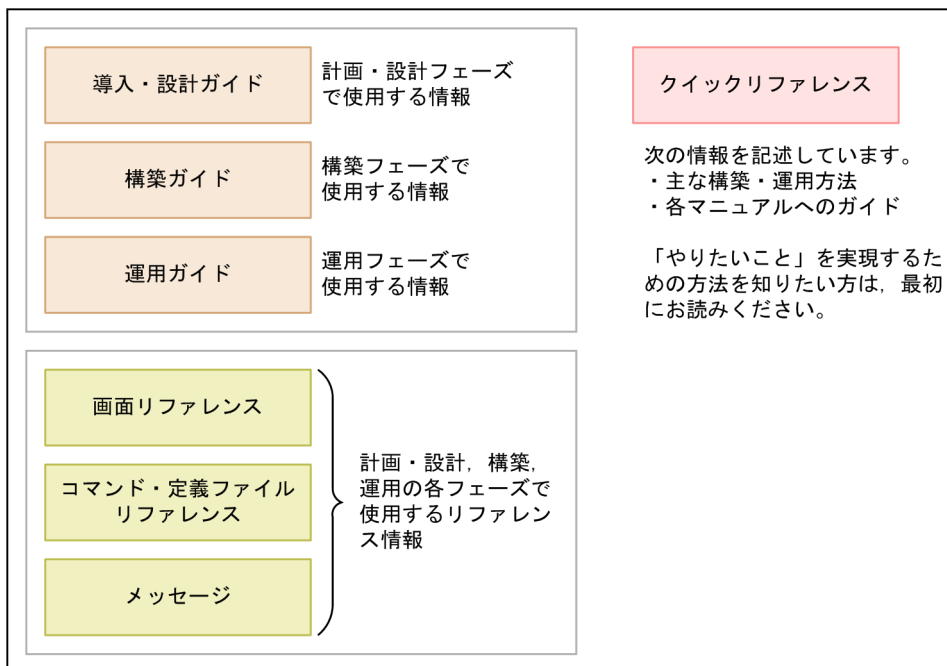 導入・設計ガイド
計画・設計フェーズ
で使用する情報
構築ガイド
構築フェーズで
使用する情報
運用ガイド
運用フェーズで
使用する情報
クイックリファレンス
次の情報を記述しています。
・主な構築・運用方法
・各マニュアルへのガイド
「やりたいこと」を実現するた
めの方法を知りたい方は，最初
にお読みください。
画面リファレンス
コマンド・定義ファイル
リファレンス
メッセージ
計画・設計，構築，
運用の各フェーズで
使用するリファレン
ス情報